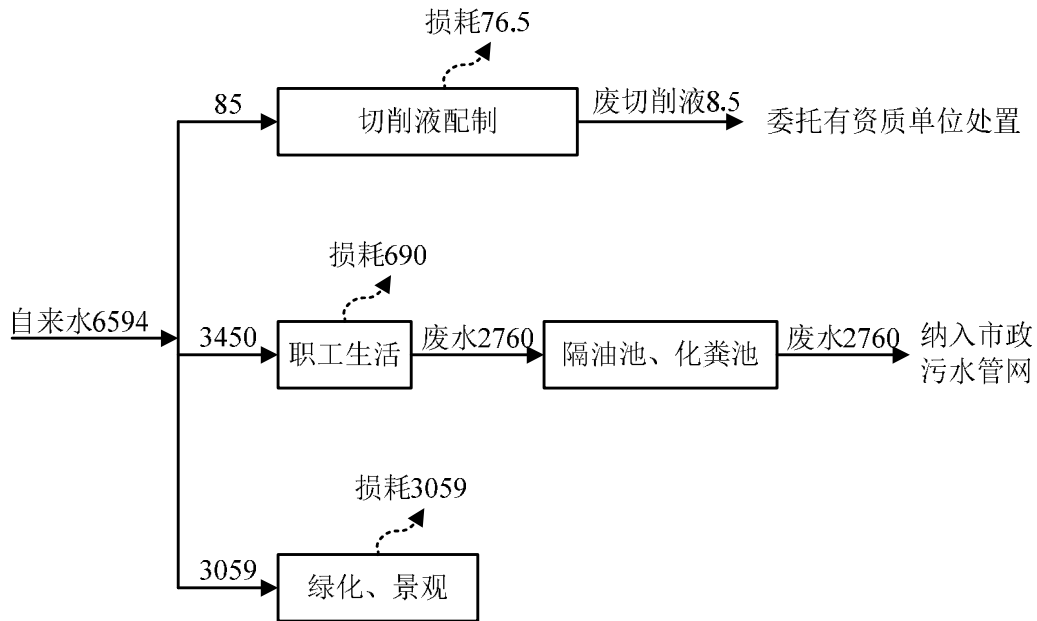 损耗76.5
85
切削液配制
废切削液8.5
委托有资质单位处置
损耗690
自来水6594
3450
职工生活
废水2760
隔油池、化粪池
废水2760
纳入市政
污水管网
损耗3059
3059
绿化、景观